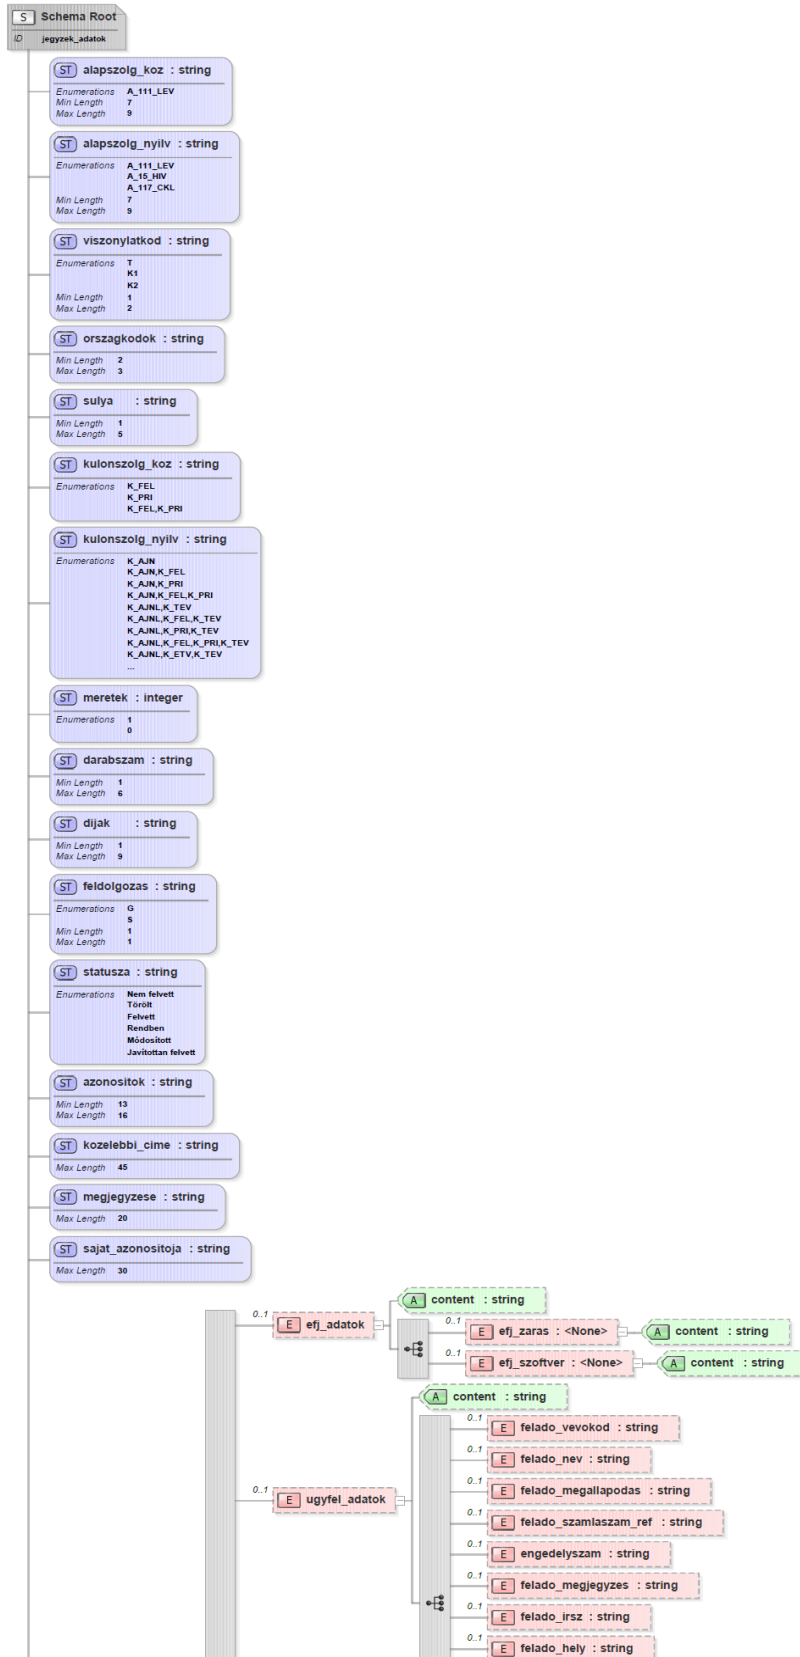 S Schema Root
ID jegyzek_adatok
ST alapszolg_koz : string
Enumerations A_111_LEV
Min Length 7
Max Length 9
ST alapszolg_nyilv : string
Enumerations A_111_LEV
A_15_HIV
A_117_CKL
Min Length 7
Max Length 9
ST viszonylatkod : string
Enumerations T
K1
K2
Min Length 1
Max Length 2
ST orszagkodok : string
Min Length 2
Max Length 3
ST sulya : string
Min Length 1
Max Length 5
ST kulonszolg_koz : string
Enumerations K_FEL
K_PRI
K_FEL,K_PRI
ST kulonszolg_nyilv : string
Enumerations K_AJN
K_AJN,K_FEL
K_AJN,K_PRI
K_AJN,K_FEL,K_PRI
K_AJNL,K_TEV
K_AJNL,K_FEL,K_TEV
K_AJNL,K_PRI,K_TEV
K_AJNL,K_FEL,K_PRI,K_TEV
K_AJNL,K_ETV,K_TEV
...
ST meretek : integer
Enumerations 1
0
ST darabszam : string
Min Length 1
Max Length 6
ST dijak : string
Min Length 1
Max Length 9
ST feldolgozas : string
Enumerations G
S
Min Length 1
Max Length 1
ST statusza : string
Enumerations Nem felvett
Törölt
Felvett
Rendben
Módosított
Javítottan felvett
ST azonositok : string
Min Length 13
Max Length 16
ST kozelebbi_cime : string
Max Length 45
ST megjegyzese : string
Max Length 20
ST sajat_azonositoja : string
Max Length 30
0..1 E efj_adatok
A content : string
0..1 E efj_zaras : <None> A content : string
0..1 E efj_szoftver : <None> A content : string
0..1 E ugyfel_adatok
A content : string
0..1 E felado_vevokod : string
0..1 E felado_nev : string
0..1 E felado_megallapodas : string
0..1 E felado_szamlaszam_ref : string
0..1 E engedelyszam : string
0..1 E felado_megjegyzes : string
0..1 E felado_irsz : string
0..1 E felado_hely : string